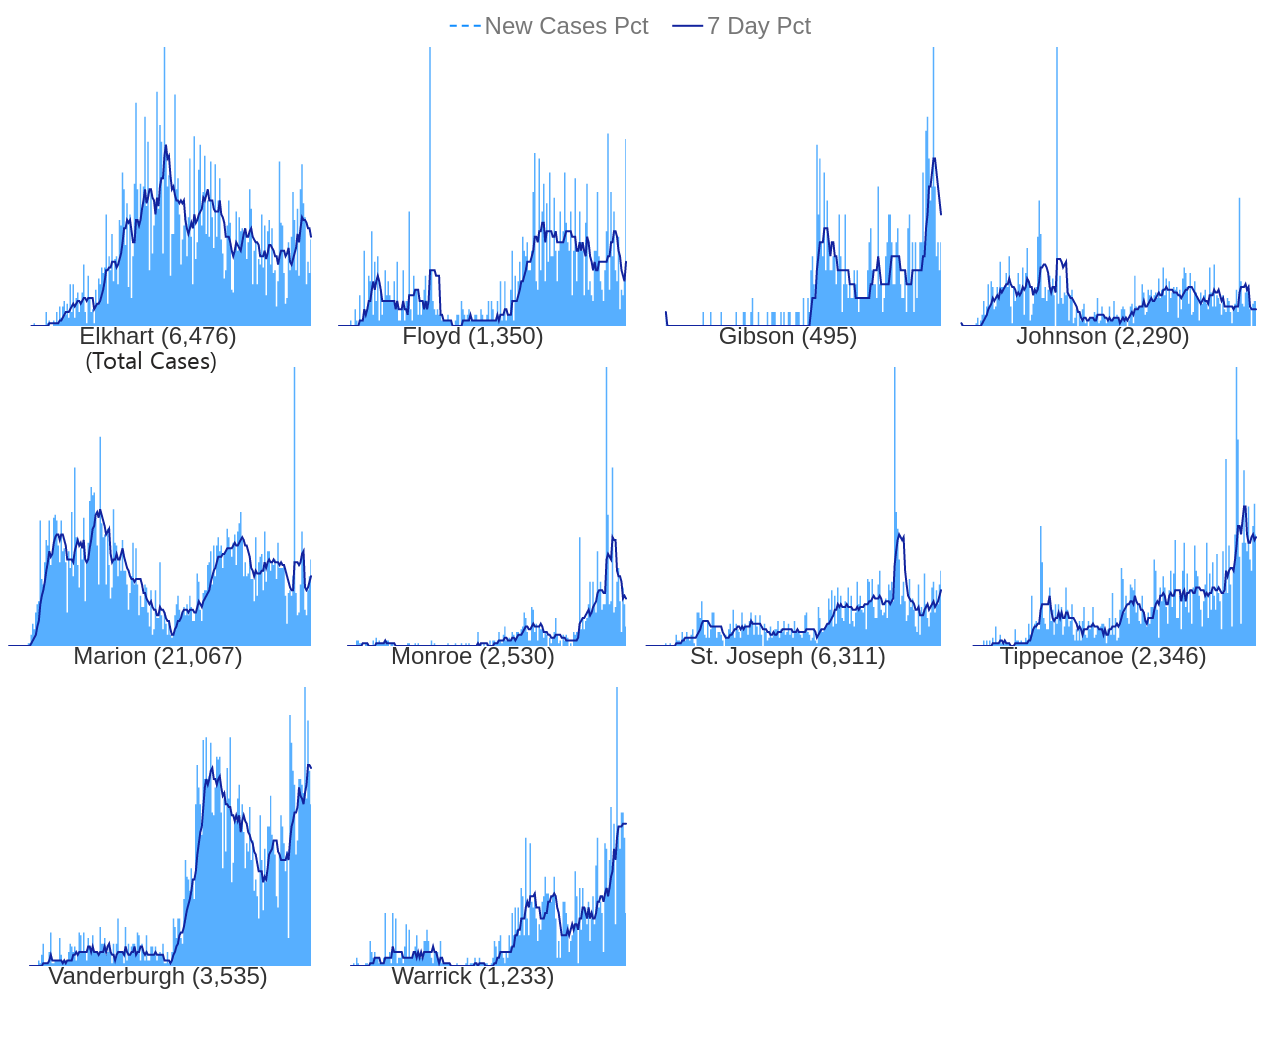 New Cases Pct 7 Day Pct
Elkhart (6,476) Floyd (1,350) Gibson (495) Johnson (2,290)
(Total Cases)
Marion (21,067) Monroe (2,530) St. Joseph (6,311) Tippecanoe (2,346)
Vanderburgh (3,535) Warrick (1,233)